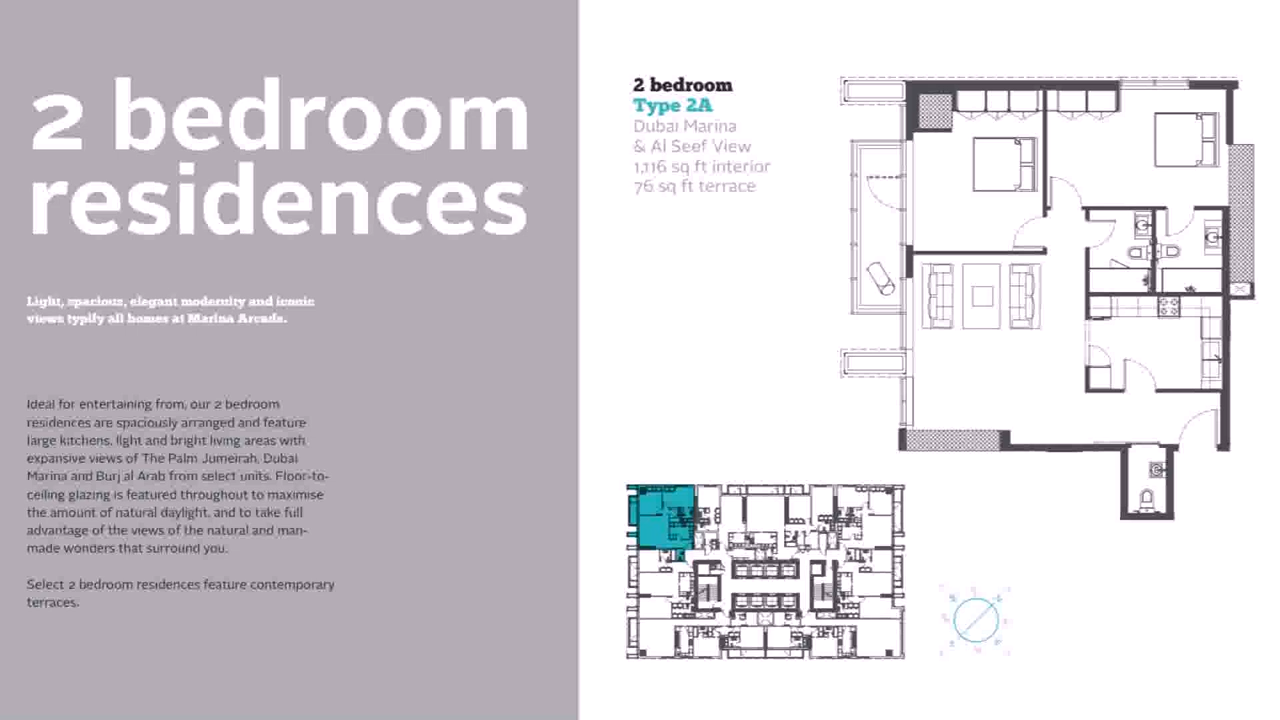 2 bedroom
residences
Light, spacious, elegant modernity and iconic
views typify all homes at Marina Arcade.
Ideal for entertaining from, our 2 bedroom
residences are spaciously arranged and feature
large kitchens, light and bright living areas with
expansive views of The Palm Jumeirah, Dubai
Marina and Burj al Arab from select units. Floor-to-
ceiling glazing is featured throughout to maximise
the amount of natural daylight, and to take full
advantage of the views of the natural and man-
made wonders that surround you.
Select 2 bedroom residences feature contemporary
terraces.
2 bedroom
Type 2A
Dubai Marina
& Al Seef View
1,116 sq ft interior
76 sq ft terrace